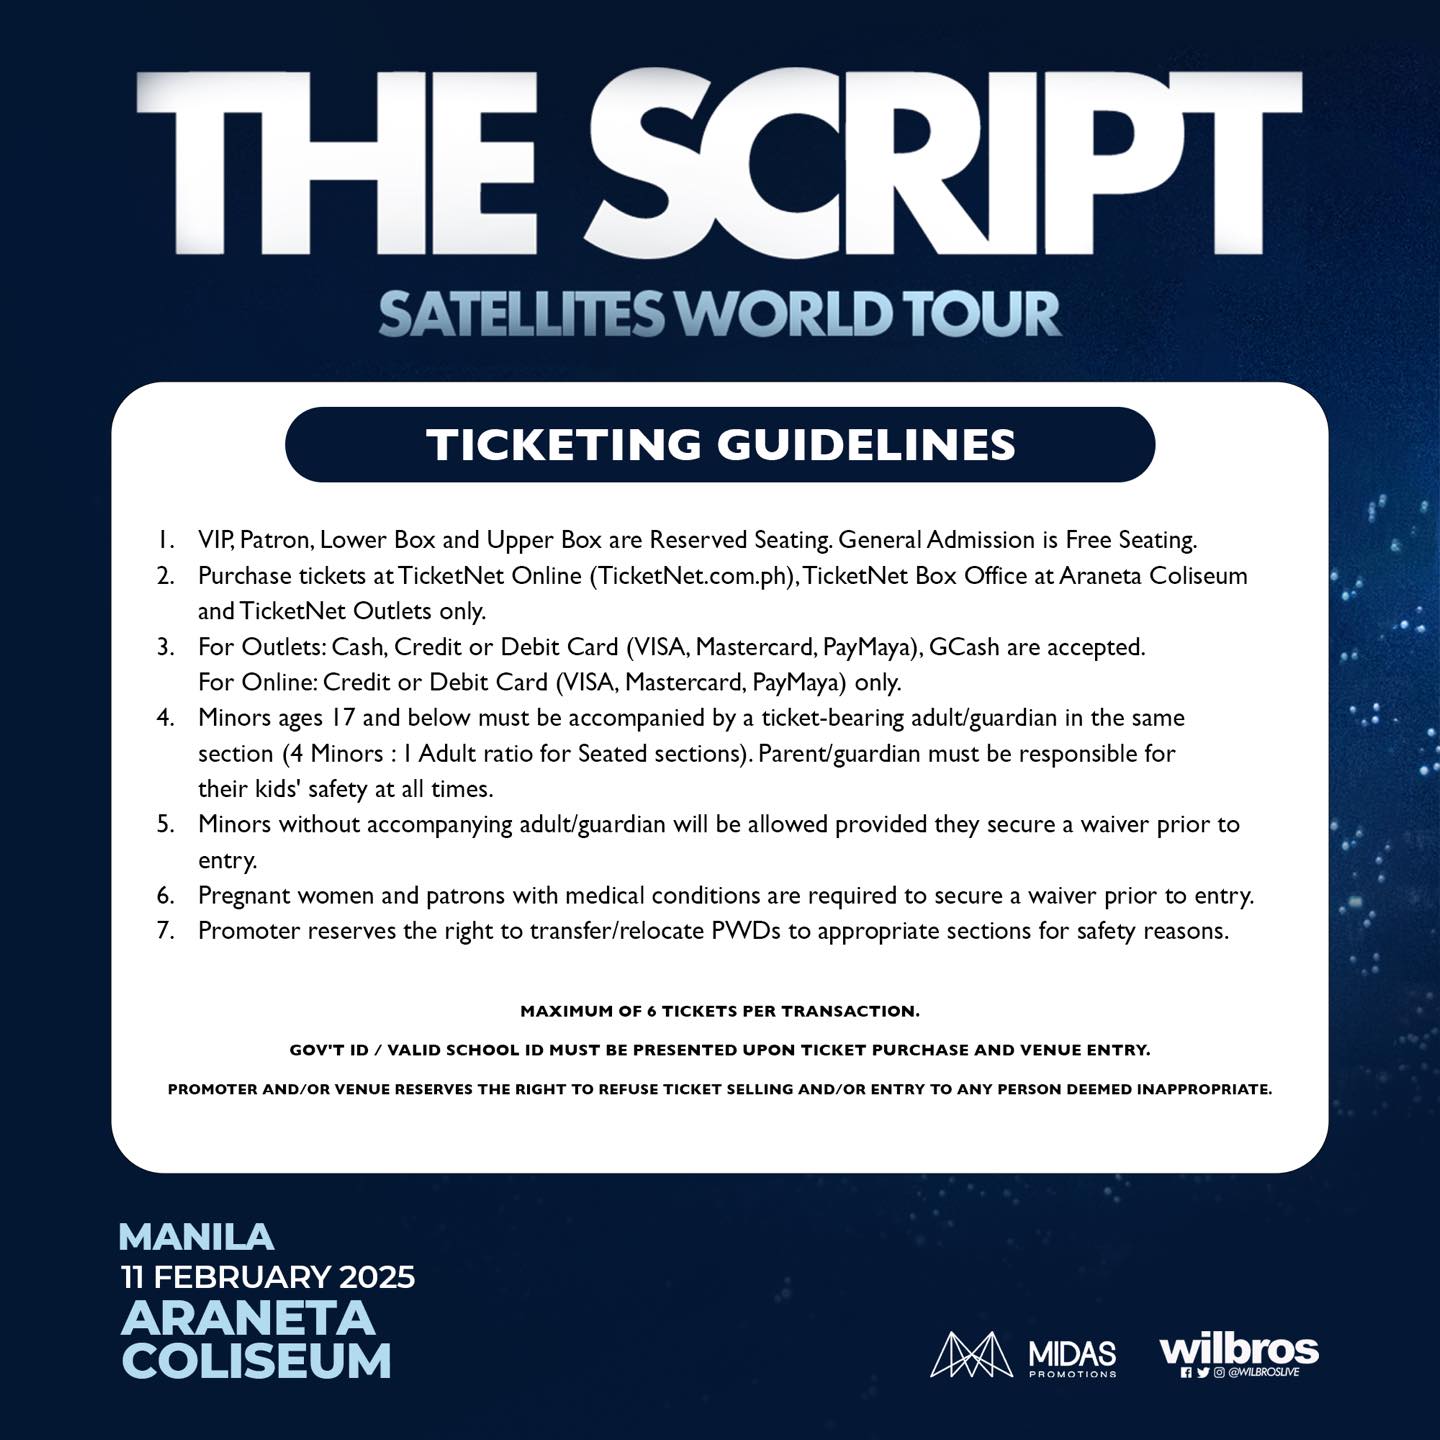 THE SCRIPT
SATELLITES WORLD TOUR
TICKETING GUIDELINES
1. VIP, Patron, Lower Box and Upper Box are Reserved Seating. General Admission is Free Seating.
2. Purchase tickets at TicketNet Online (TicketNet.com.ph), TicketNet Box Office at Araneta Coliseum
and TicketNet Outlets only.
3. For Outlets: Cash, Credit or Debit Card (VISA, Mastercard, PayMaya), GCash are accepted.
For Online: Credit or Debit Card (VISA, Mastercard, PayMaya) only.
4. Minors ages 17 and below must be accompanied by a ticket-bearing adult/guardian in the same
section (4 Minors : 1 Adult ratio for Seated sections). Parent/guardian must be responsible for
their kids' safety at all times.
5. Minors without accompanying adult/guardian will be allowed provided they secure a waiver prior to
entry.
6. Pregnant women and patrons with medical conditions are required to secure a waiver prior to entry.
7. Promoter reserves the right to transfer/relocate PWDs to appropriate sections for safety reasons.
MAXIMUM OF 6 TICKETS PER TRANSACTION.
GOV'T ID / VALID SCHOOL ID MUST BE PRESENTED UPON TICKET PURCHASE AND VENUE ENTRY.
PROMOTER AND/OR VENUE RESERVES THE RIGHT TO REFUSE TICKET SELLING AND/OR ENTRY TO ANY PERSON DEEMED INAPPROPRIATE.
MANILA
11 FEBRUARY 2025
ARANETA
COLISEUM
MIDAS
PROMOTIONS
wilbros
@WILBROSLIVE